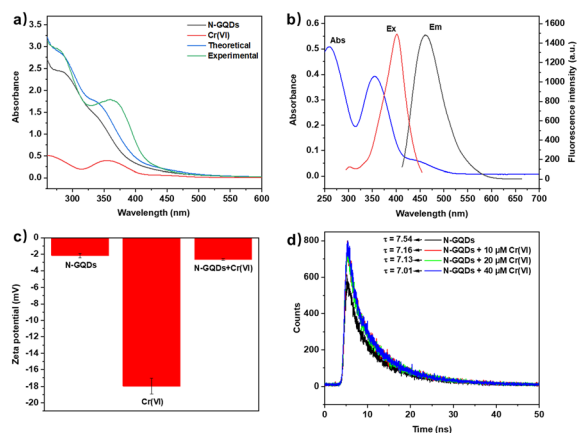 a)
N-GQDs
Cr(VI)
Theoretical
Experimental
3.5
3.0
2.5
2.0
1.5
1.0
0.5
0.0
Absorbance
300 350 400 450 500 550 600
Wavelength (nm)
b)
Abs
Ex
Em
0.6
0.5
0.4
0.3
0.2
0.1
0.0
Absorbance
1600
1400
1200
1000
800
600
400
200
0
Fluorescence intensity (a.u.)
250 300 350 400 450 500 550 600 650 700
Wavelength (nm)
c)
0
-2
-4
-6
-8
-10
-12
-14
-16
-18
-20
Zeta potential (mV)
N-GQDs
Cr(VI)
N-GQDs+Cr(VI)
d)
τ = 7.54 N-GQDs
τ = 7.16 N-GQDs + 10 µM Cr(VI)
τ = 7.13 N-GQDs + 20 µM Cr(VI)
τ = 7.01 N-GQDs + 40 µM Cr(VI)
800
600
400
200
0
Counts
0 10 20 30 40 50
Time (ns)